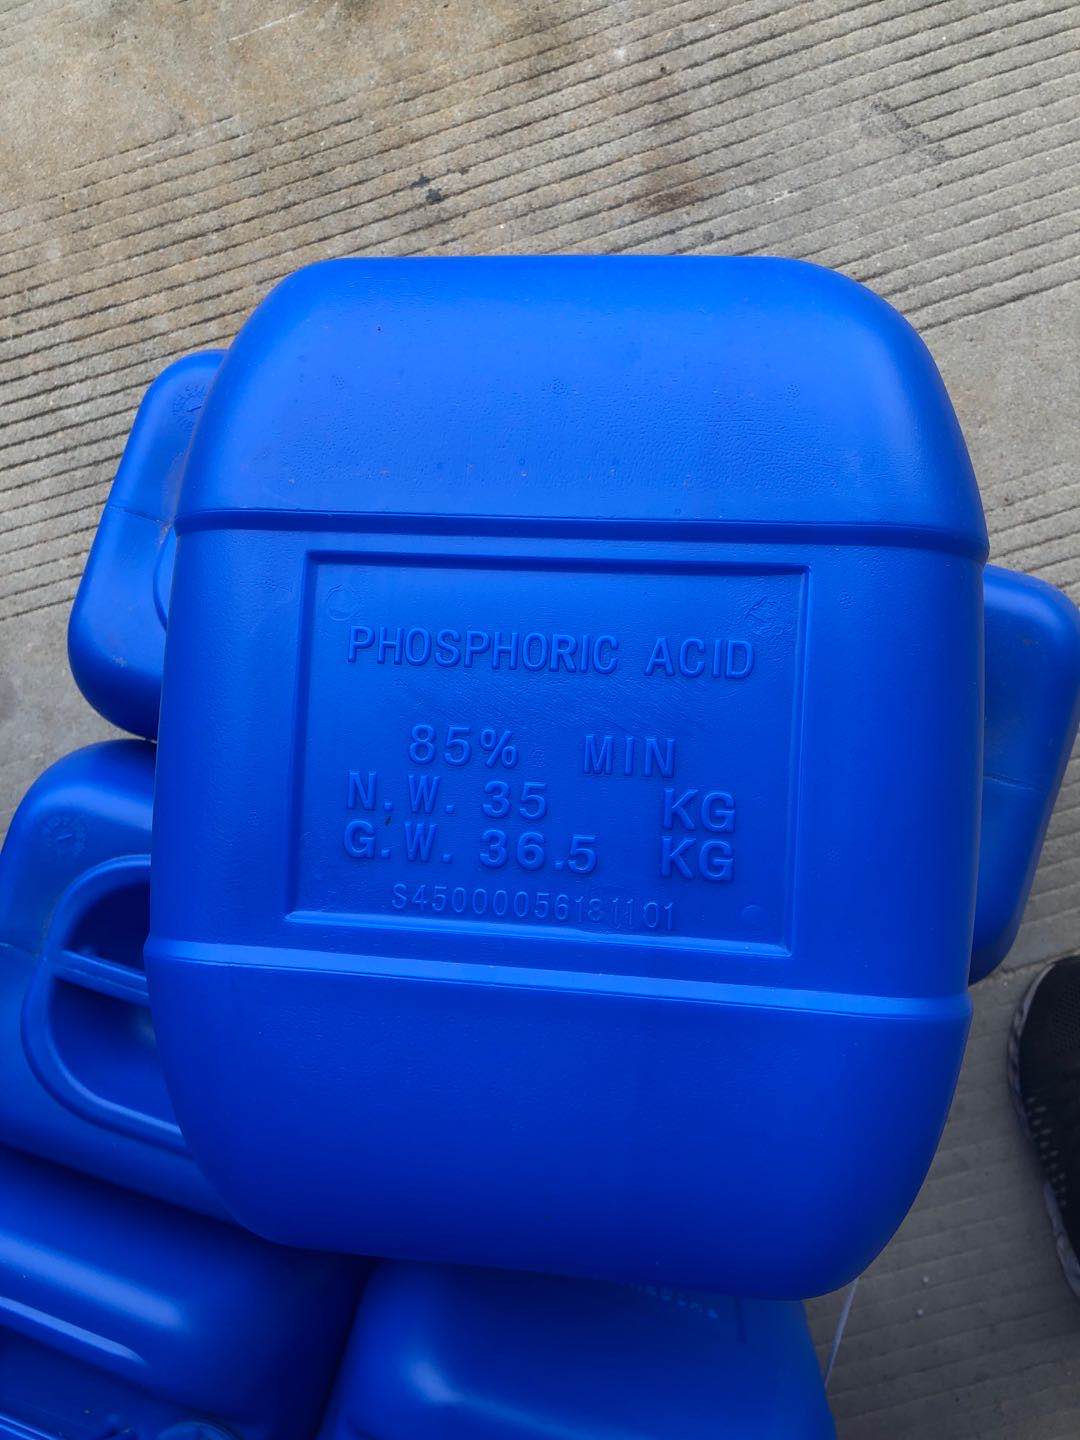 PHOSPHORIC ACID
85% MIN
N.W. 35 KG
G.W. 36.5 KG
S45000056181101